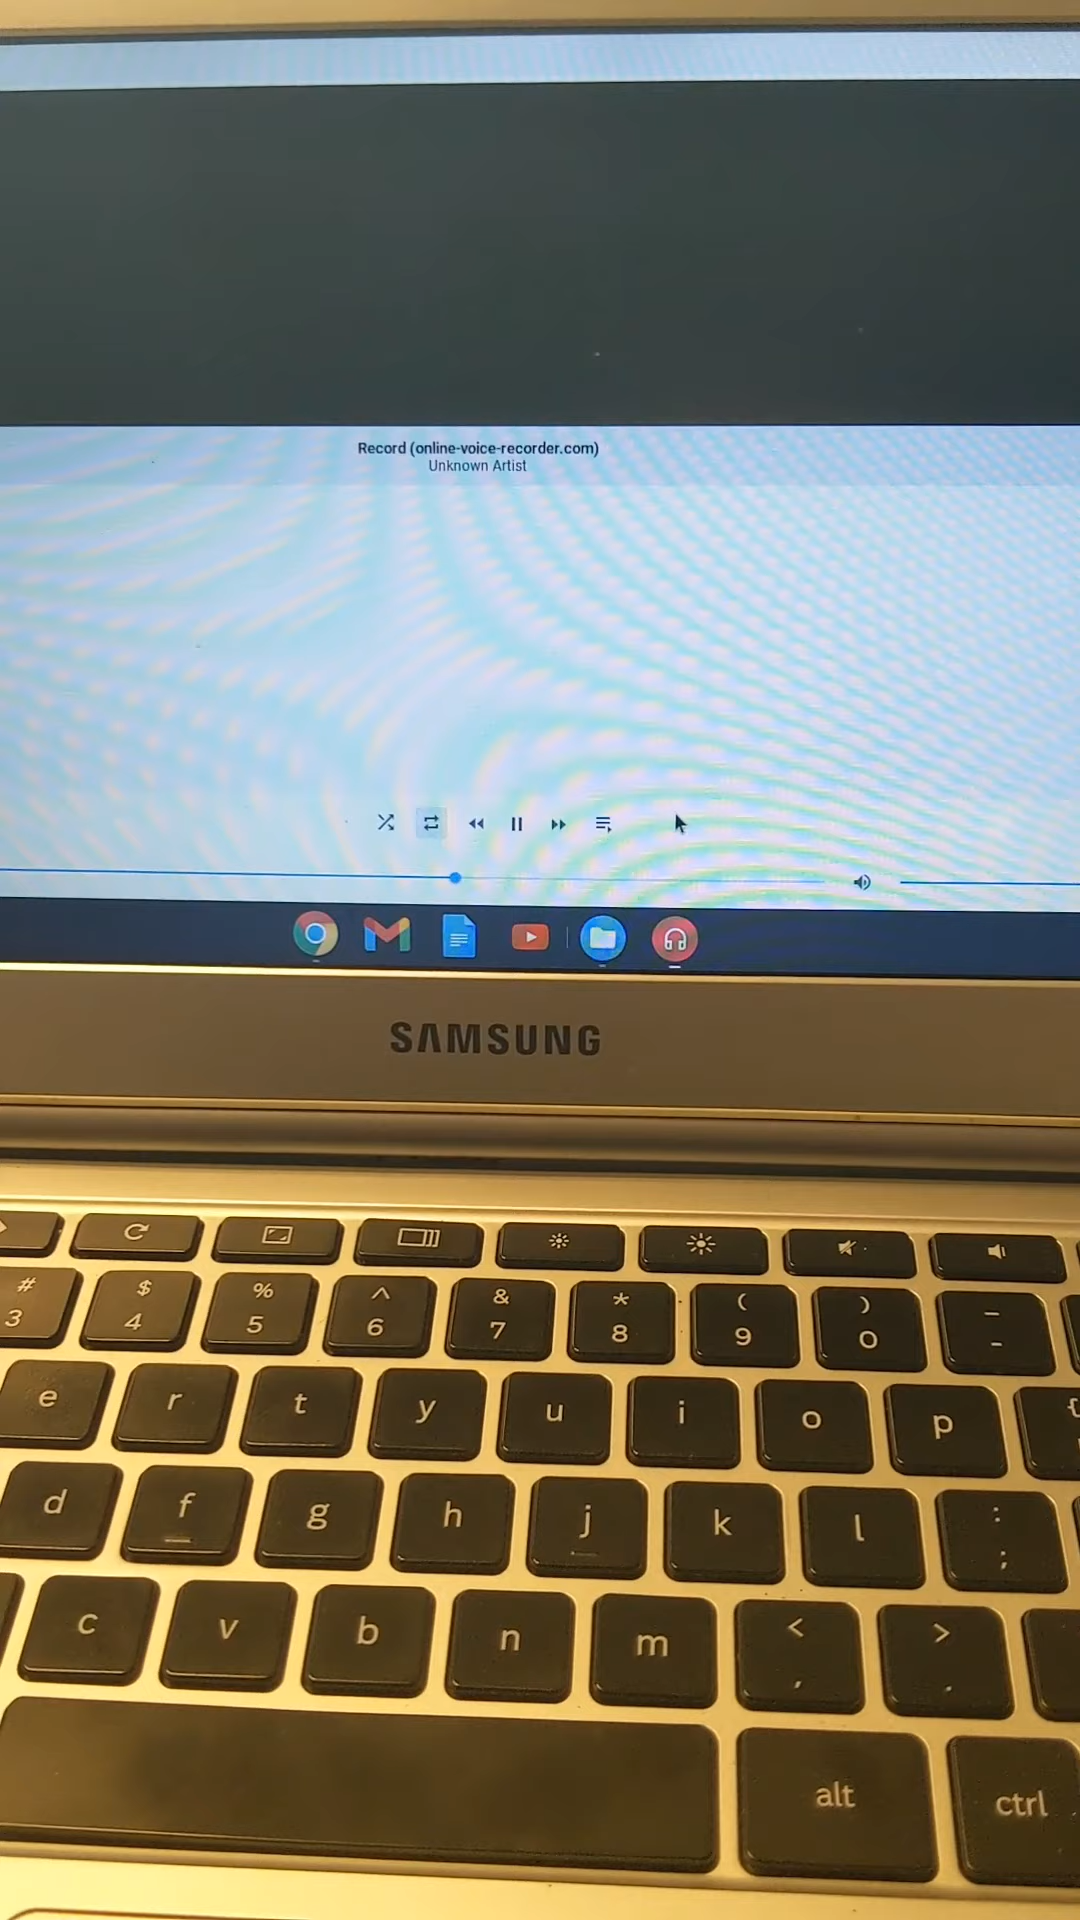 Record (online-voice-recorder.com)
Unknown Artist
SAMSUNG
# $ % ^ & * ( ) _
3 4 5 6 7 8 9 0 -
e r t y u i o p {
d f g h j k l : ;
c v b n m < , > .
alt ctrl